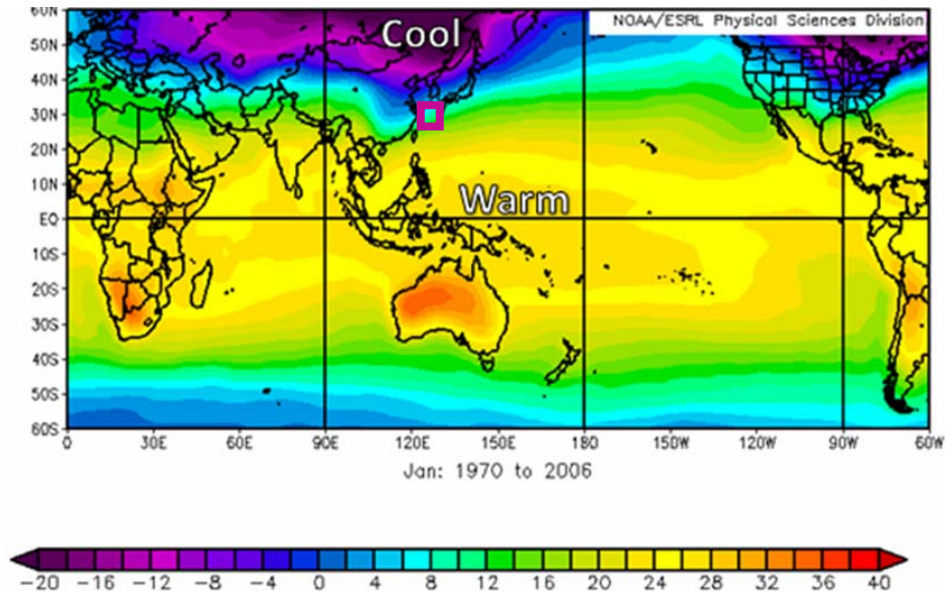 60N
NOAA/ESRL Physical Sciences Division
Cool
50N
40N
30N
20N
10N
Warm
EQ
10S
20S
30S
40S
50S
60S
0 30E 60E 90E 120E 150E 180 150W 120W 90W 60W
Jan: 1970 to 2006
−20 −16 −12 −8 −4 0 4 8 12 16 20 24 28 32 36 40